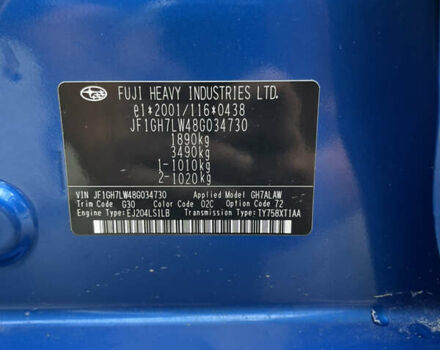 FUJI HEAVY INDUSTRIES LTD.
e1*2001/116*0438
JF1GH7LW48G034730
1890kg
3490kg
1-1010kg
2-1020kg
VIN JF1GH7LW48G034730 Applied Model GH7ALAW
Trim Code G30 Color Code 02C Option Code 72
Engine Type:EJ204LSILB Transmission Type:TY758XT1AA